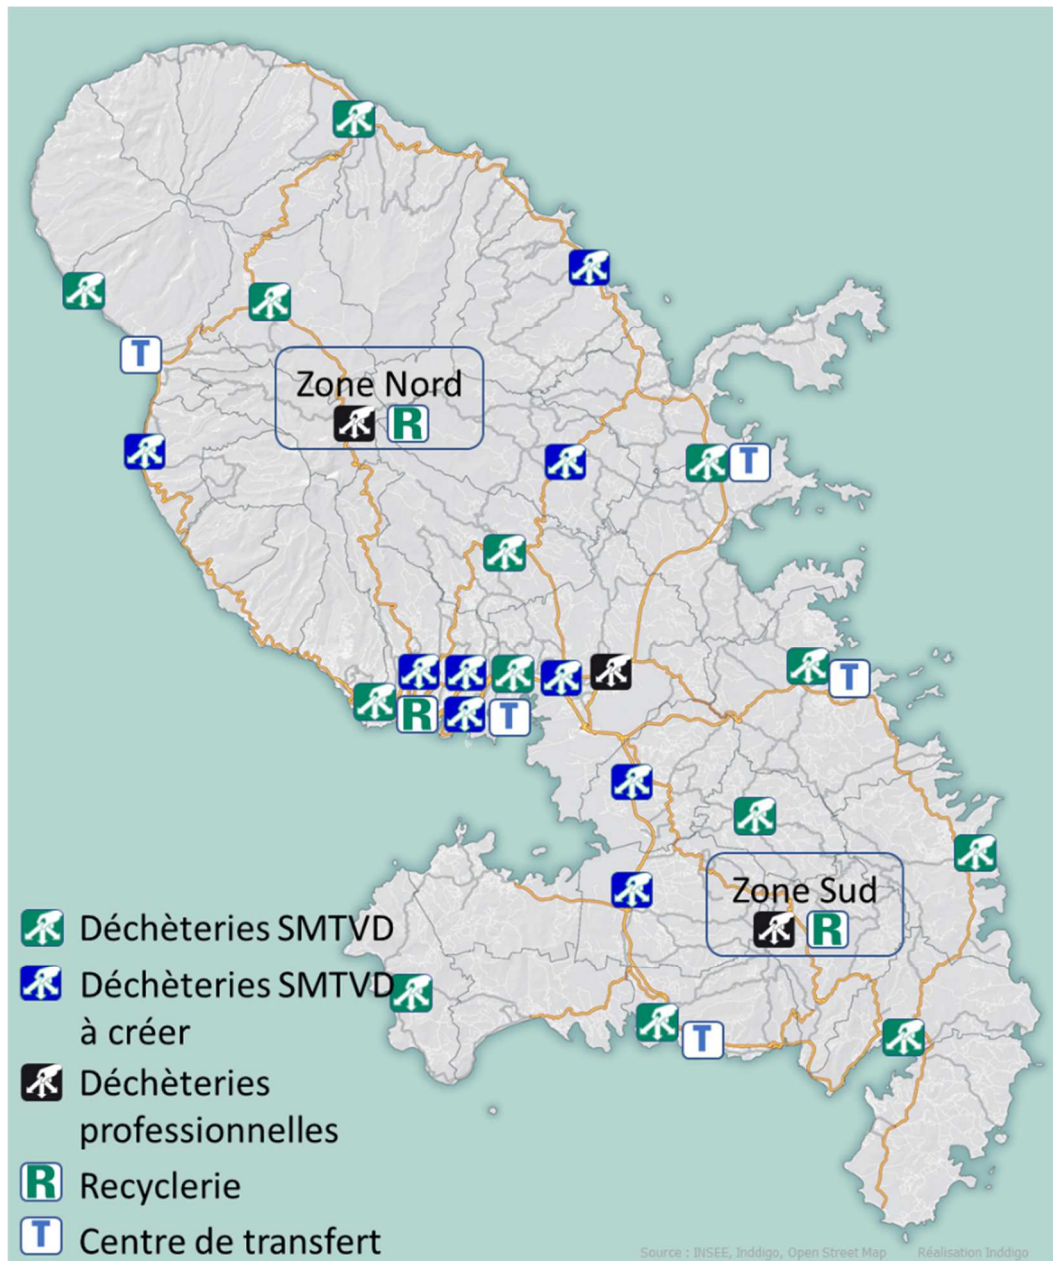 T
Zone Nord
R
T
T
R
T
Zone Sud
R
T
Déchèteries SMTVD
Déchèteries SMTVD
à créer
Déchèteries
professionnelles
R Recyclerie
T Centre de transfert
Source : INSEE, Inddigo, Open Street Map Réalisation Inddigo